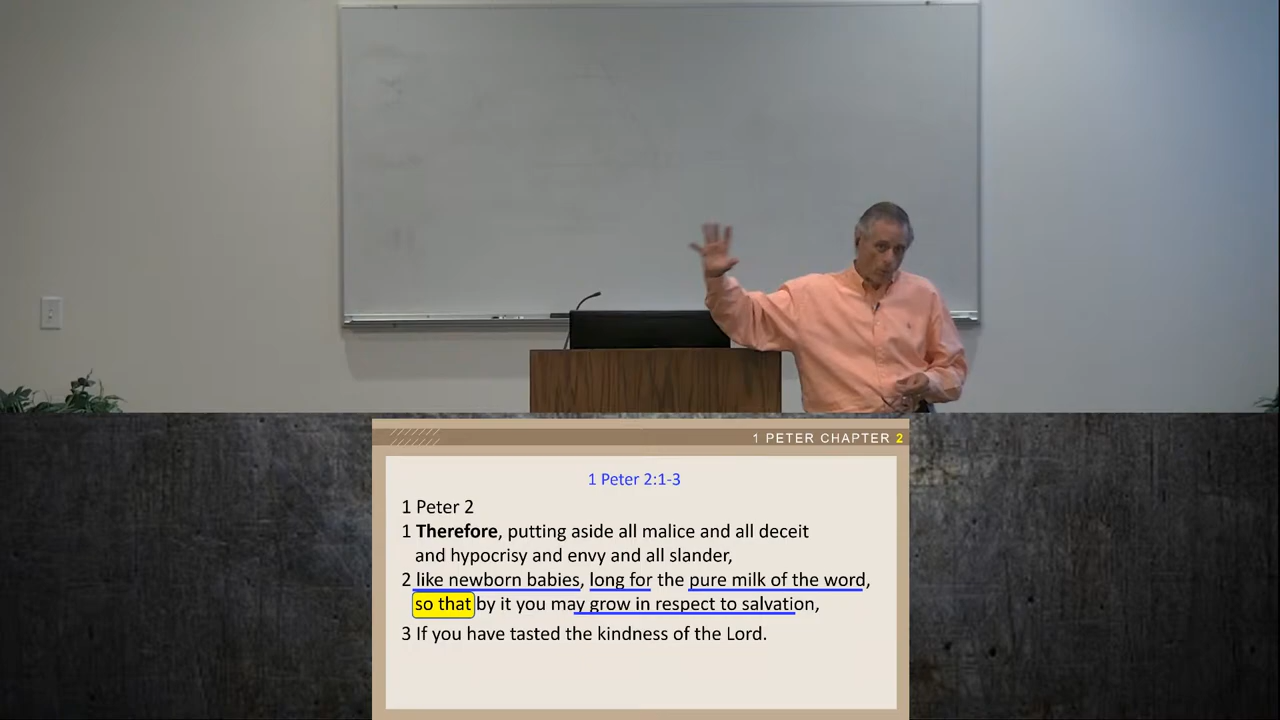 1 PETER CHAPTER 2
1 Peter 2:1-3
1 Peter 2
1 Therefore, putting aside all malice and all deceit
and hypocrisy and envy and all slander,
2 like newborn babies, long for the pure milk of the word,
so that by it you may grow in respect to salvation,
3 If you have tasted the kindness of the Lord.